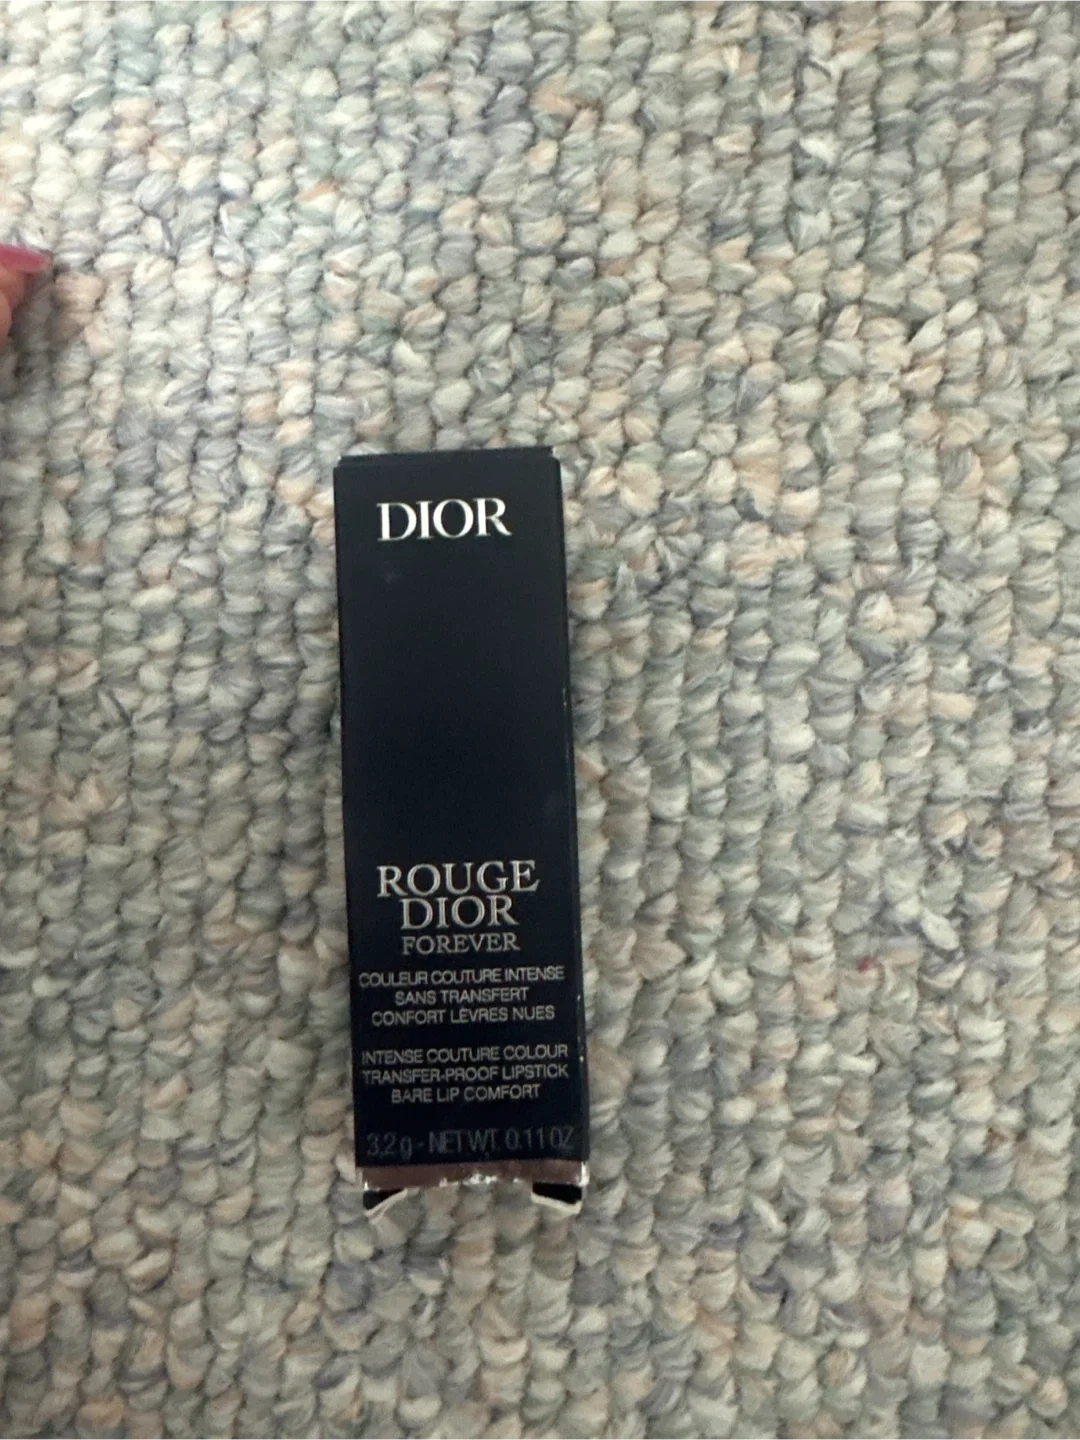 DIOR
ROUGE
DIOR
FOREVER
COULEUR COUTURE INTENSE
SANS TRANSFERT
CONFORT LÈVRES NUES
INTENSE COUTURE COLOUR
TRANSFER-PROOF LIPSTICK
BARE LIP COMFORT
3,2 g - NET WT. 0.11 OZ